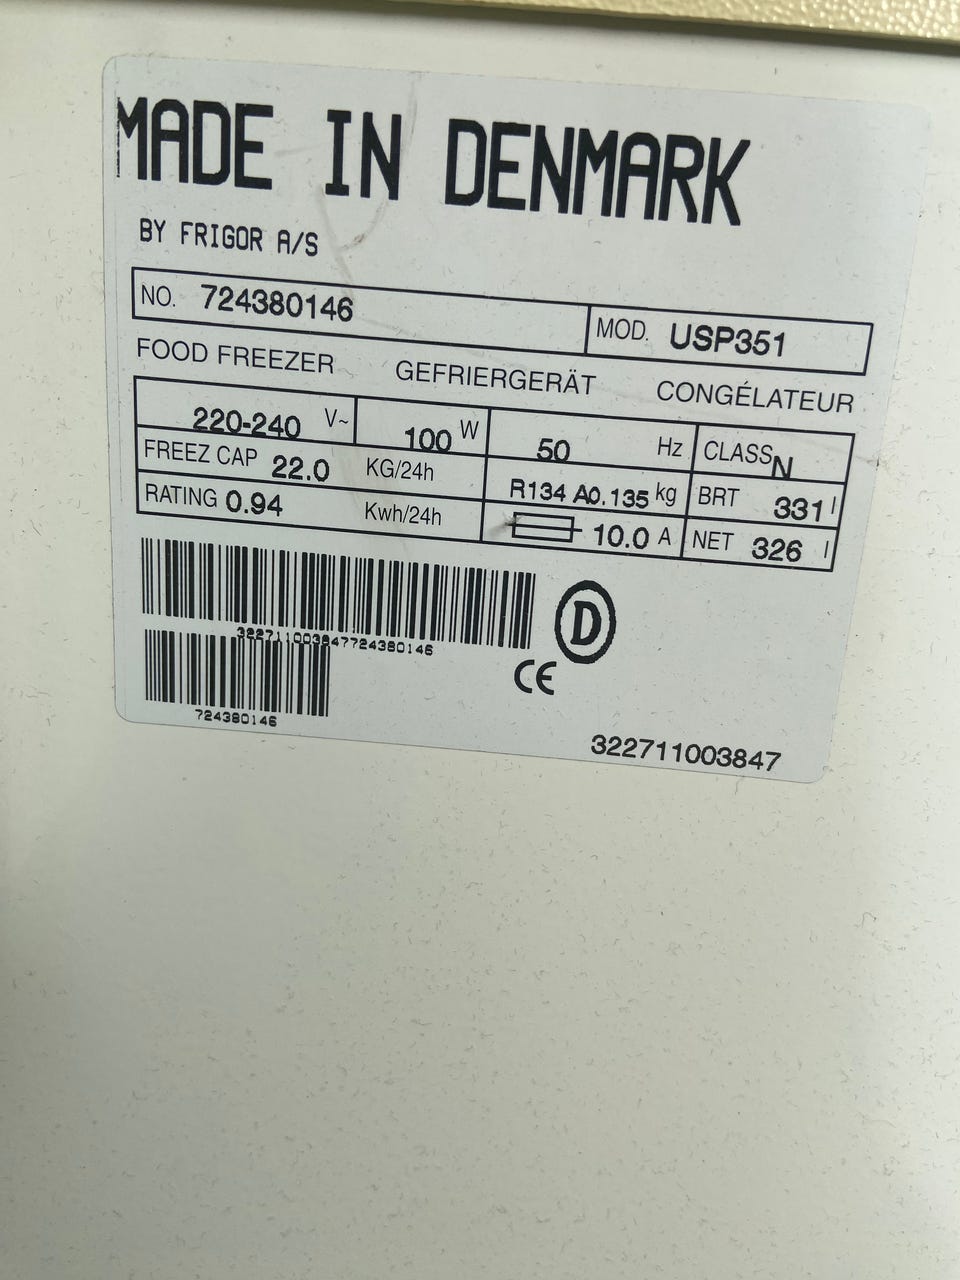 MADE IN DENMARK
BY FRIGOR A/S
NO. 724380146 MOD. USP351
FOOD FREEZER GEFRIERGERÄT CONGÉLATEUR
220-240 V~ 100 W 50 Hz CLASS N
FREEZ CAP 22.0 KG/24h R134 A0.135 kg BRT 331 l
RATING 0.94 Kwh/24h 10.0 A NET 326 l
322711003847724380146
D
CE
724380146
322711003847